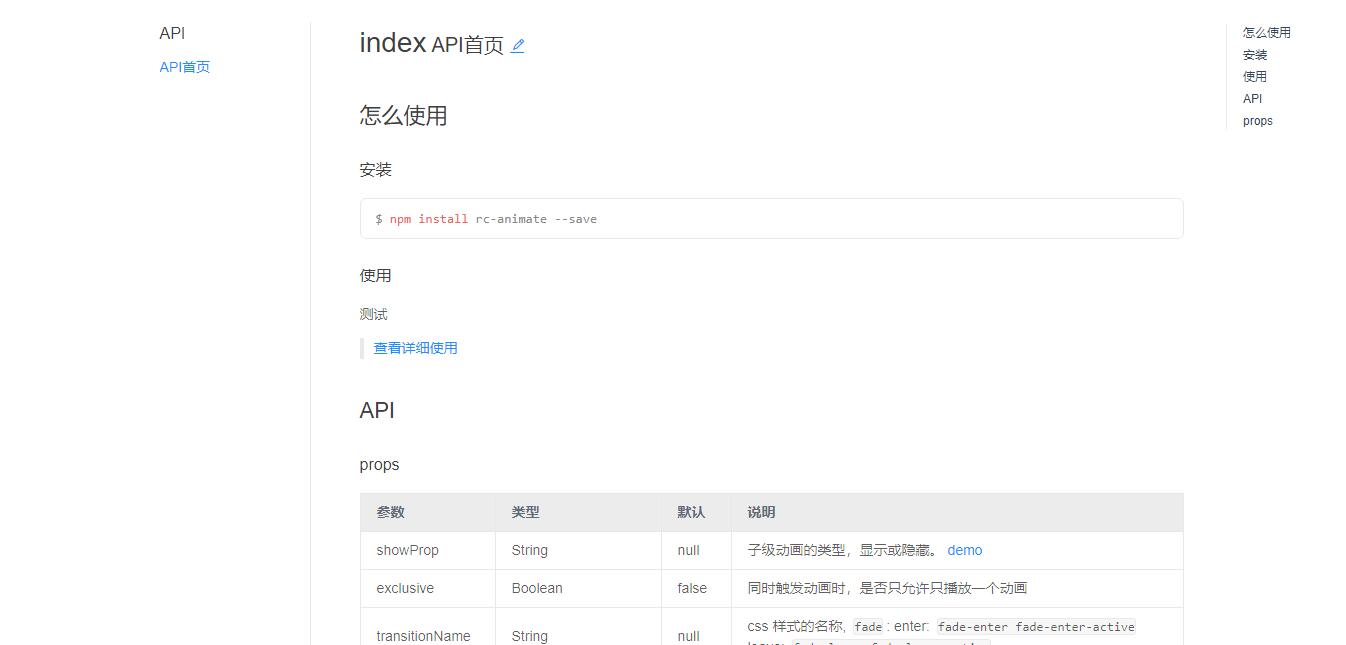 API
API首页
index API首页
怎么使用
安装
$ npm install rc-animate --save
使用
测试
查看详细使用
API
props
参数 类型 默认 说明
showProp String null 子级动画的类型，显示或隐藏。 demo
exclusive Boolean false 同时触发动画时，是否只允许只播放一个动画
transitionName String null css 样式的名称, fade : enter: fade-enter fade-enter-active
怎么使用
安装
使用
API
props